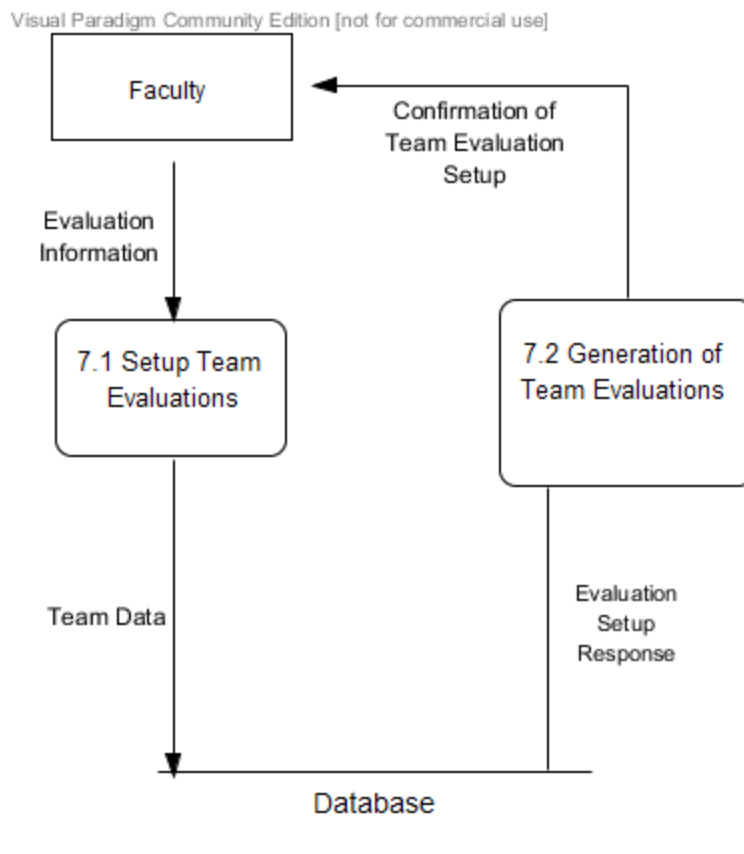 Visual Paradigm Community Edition [not for commercial use]
Faculty
Confirmation of
Team Evaluation
Setup
Evaluation
Information
7.1 Setup Team
Evaluations
7.2 Generation of
Team Evaluations
Team Data
Evaluation
Setup
Response
Database